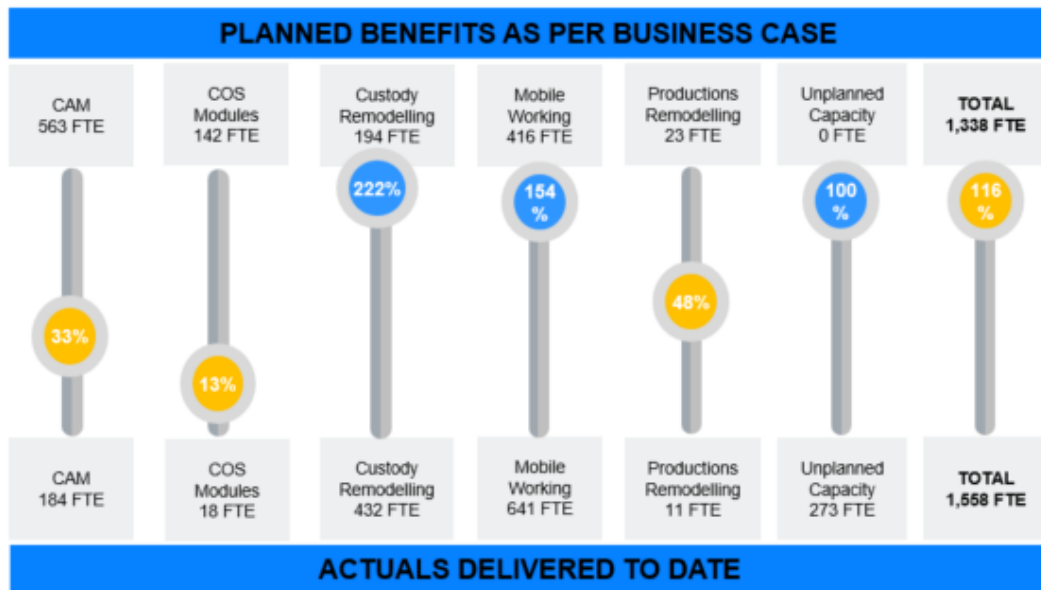 PLANNED BENEFITS AS PER BUSINESS CASE
CAM
563 FTE
COS
Modules
142 FTE
Custody
Remodelling
194 FTE
Mobile
Working
416 FTE
Productions
Remodelling
23 FTE
Unplanned
Capacity
0 FTE
TOTAL
1,338 FTE
33%
13%
222%
154
%
48%
100
%
116
%
CAM
184 FTE
COS
Modules
18 FTE
Custody
Remodelling
432 FTE
Mobile
Working
641 FTE
Productions
Remodelling
11 FTE
Unplanned
Capacity
273 FTE
TOTAL
1,558 FTE
ACTUALS DELIVERED TO DATE